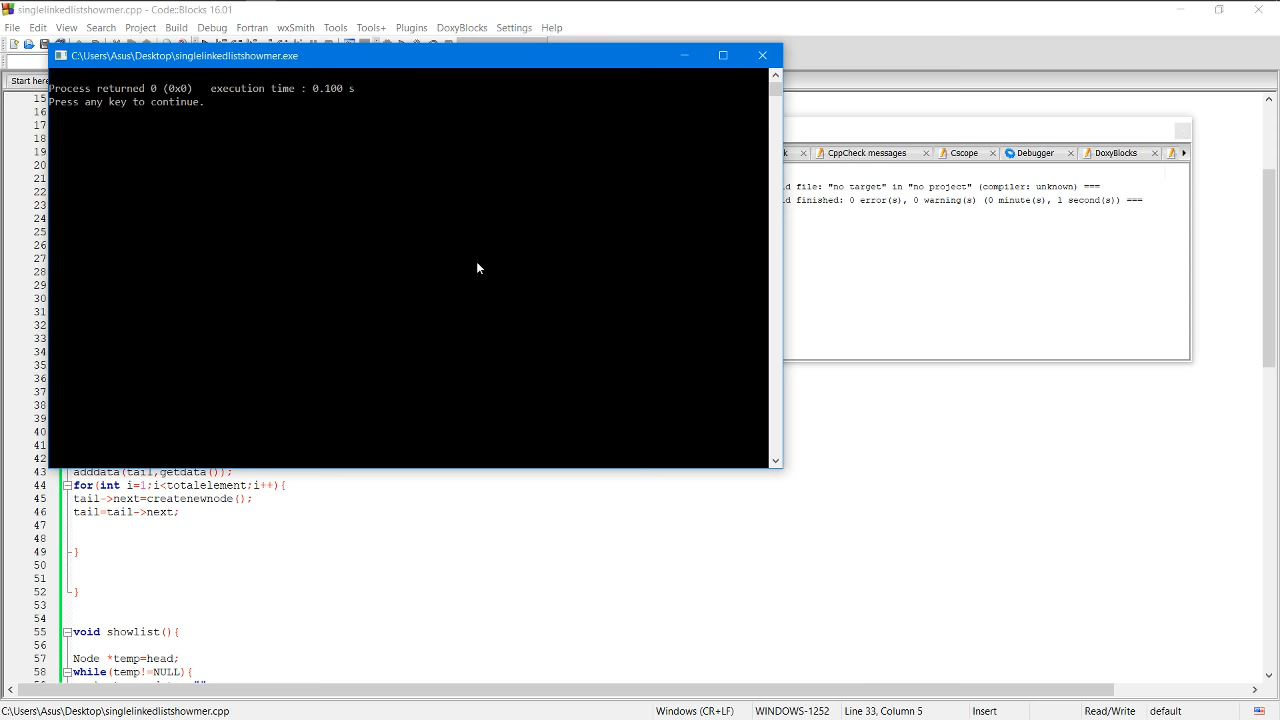 singlelinkedlistshowmer.cpp - Code::Blocks 16.01
File Edit View Search Project Build Debug Fortran wxSmith Tools Tools+ Plugins DoxyBlocks Settings Help
C:\Users\Asus\Desktop\singlelinkedlistshowmer.exe
Start here
Process returned 0 (0x0)   execution time : 0.100 s
Press any key to continue.
CppCheck messages Cscope Debugger DoxyBlocks
d file: "no target" in "no project" (compiler: unknown) ===
d finished: 0 error(s), 0 warning(s) (0 minute(s), 1 second(s)) ===
15
16
17
18
19
20
21
22
23
24
25
26
27
28
29
30
31
32
33
34
35
36
37
38
39
40
41
42
43 adddata(tail,getdata());
44 for(int i=1;i<totalelement;i++){
45 tail->next=createnewnode();
46 tail=tail->next;
47
48
49 }
50
51
52 }
53
54
55 void showlist(){
56
57 Node *temp=head;
58 while(temp!=NULL){
C:\Users\Asus\Desktop\singlelinkedlistshowmer.cpp Windows (CR+LF) WINDOWS-1252 Line 33, Column 5 Insert Read/Write default